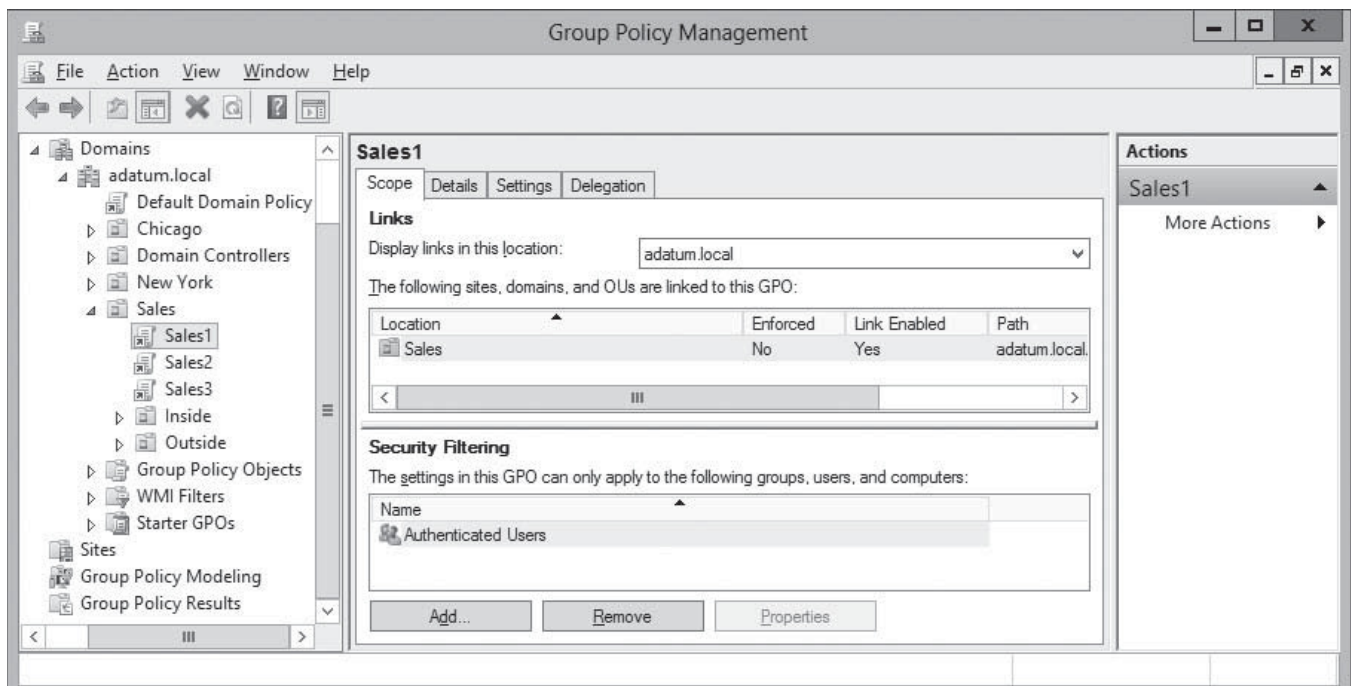 Group Policy Management
File Action View Window Help
Domains
adatum.local
Default Domain Policy
Chicago
Domain Controllers
New York
Sales
Sales1
Sales2
Sales3
Inside
Outside
Group Policy Objects
WMI Filters
Starter GPOs
Sites
Group Policy Modeling
Group Policy Results
Sales1
Scope Details Settings Delegation
Links
Display links in this location: adatum.local
The following sites, domains, and OUs are linked to this GPO:
Location Enforced Link Enabled Path
Sales No Yes adatum.local.
Security Filtering
The settings in this GPO can only apply to the following groups, users, and computers:
Name
Authenticated Users
Add... Remove Properties
Actions
Sales1
More Actions